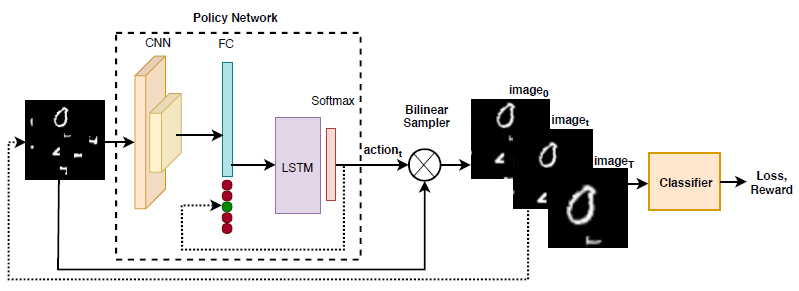 Policy Network
CNN
FC
Softmax
LSTM
action_t
Bilinear
Sampler
image_0
image_t
image_T
Classifier
Loss,
Reward